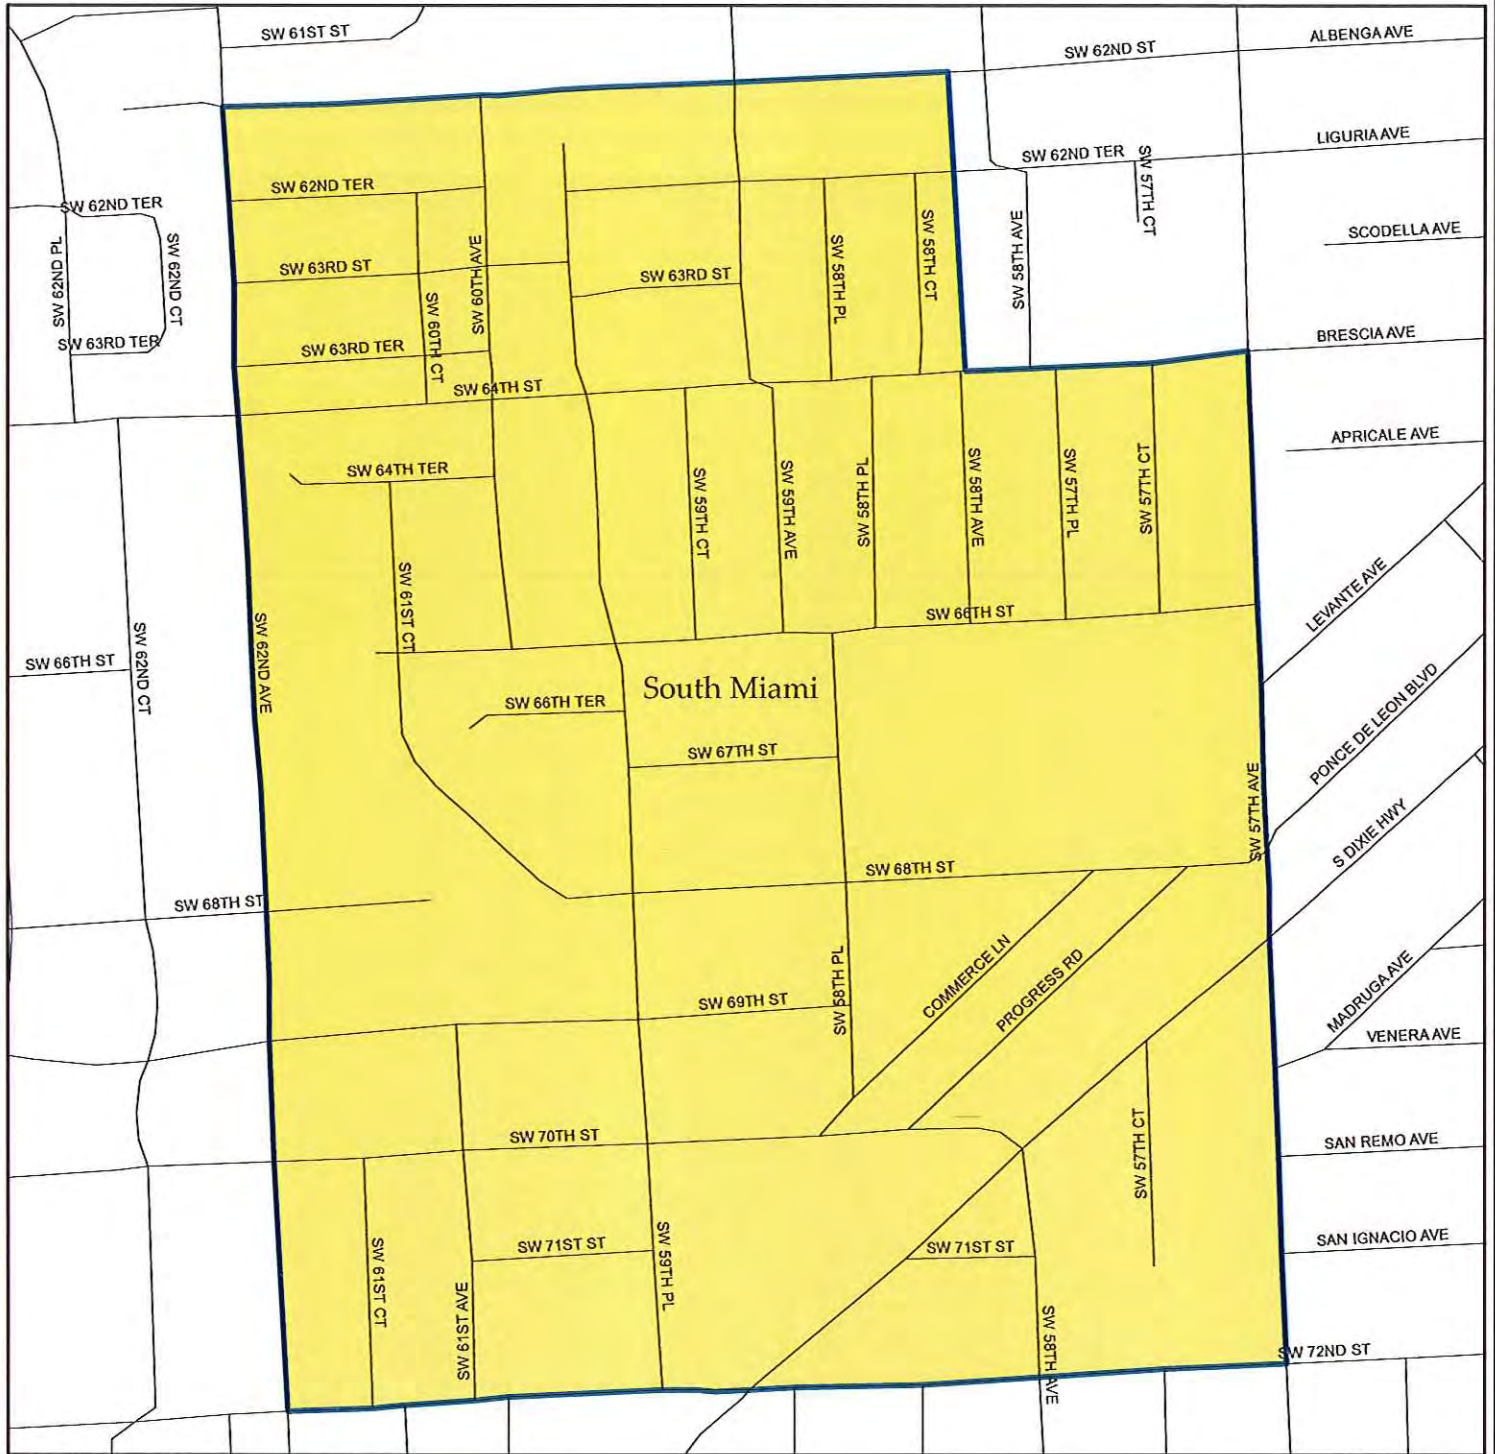 SW 61ST ST
SW 62ND ST
ALBENGA AVE
LIGURIA AVE
SW 62ND TER
SW 57TH CT
SW 62ND TER
SW 62ND TER
SW 62ND PL
SW 62ND CT
SW 58TH CT
SW 58TH AVE
SCODELLA AVE
SW 63RD ST
SW 60TH AVE
SW 63RD ST
SW 58TH PL
SW 63RD TER
SW 63RD TER
SW 60TH CT
BRESCIA AVE
SW 64TH ST
APRICALE AVE
SW 64TH TER
SW 59TH CT
SW 59TH AVE
SW 58TH PL
SW 58TH AVE
SW 57TH PL
SW 57TH CT
SW 61ST CT
LEVANTE AVE
SW 66TH ST
SW 66TH ST
SW 62ND CT
SW 62ND AVE
South Miami
SW 66TH TER
SW 67TH ST
PONCE DE LEON BLVD
SW 57TH AVE
S DIXIE HWY
SW 68TH ST
SW 68TH ST
COMMERCE LN
PROGRESS RD
SW 58TH PL
SW 69TH ST
MADRUGA AVE
VENERA AVE
SW 70TH ST
SW 57TH CT
SAN REMO AVE
SW 61ST CT
SW 61ST AVE
SW 71ST ST
SW 59TH PL
SW 71ST ST
SAN IGNACIO AVE
SW 58TH AVE
SW 72ND ST